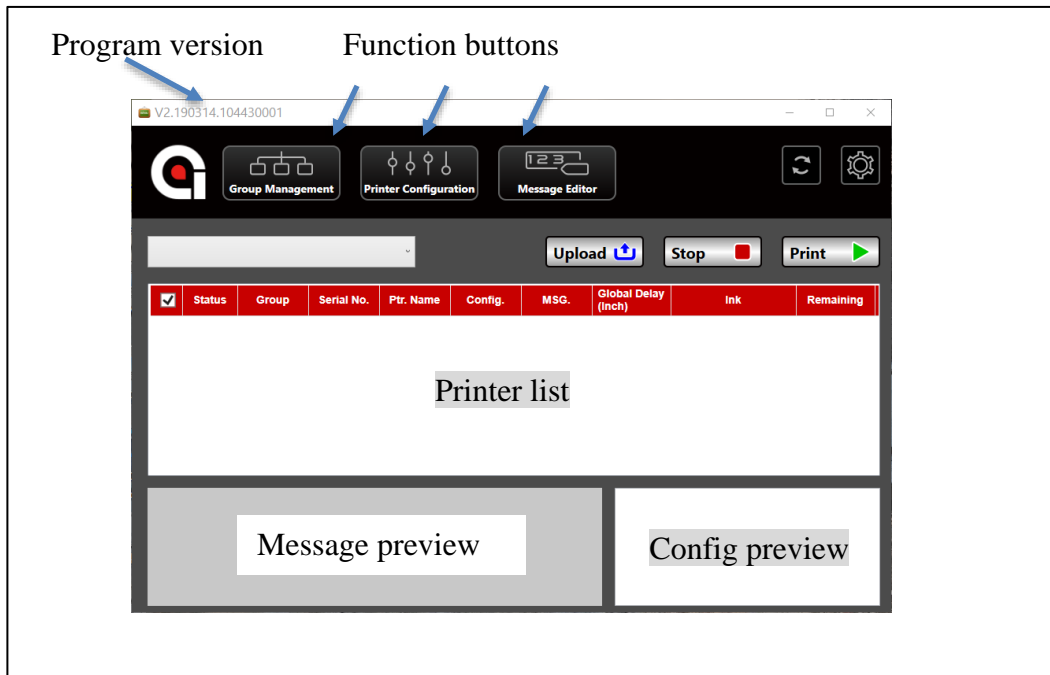 Program version Function buttons
V2.190314.104430001
123
Group Management Printer Configuration Message Editor
Upload Stop Print
Status Group Serial No. Ptr. Name Config. MSG. Global Delay (Inch) Ink Remaining
Printer list
Message preview Config preview